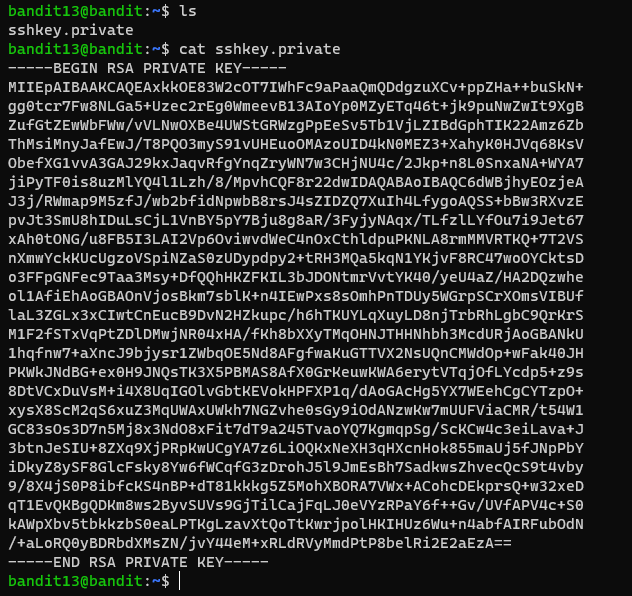 bandit13@bandit:~$ ls
sshkey.private
bandit13@bandit:~$ cat sshkey.private
-----BEGIN RSA PRIVATE KEY-----
MIIEpAIBAAKCAQEAxkkOE83W2cOT7IWhFc9aPaaQmQDdgzuXCv+ppZHa++buSkN+
gg0tcr7Fw8NLGa5+Uzec2rEg0WmeevB13AIoYp0MZyETq46t+jk9puNwZwIt9XgB
ZufGtZEwWbFWw/vVLNwOXBe4UWStGRWzgPpEeSv5Tb1VjLZIBdGphTIK22Amz6Zb
ThMsiMnyJafEwJ/T8PQO3myS91vUHEuoOMAzoUID4kN0MEZ3+XahyK0HJVq68KsV
ObefXG1vvA3GAJ29kxJaqvRfgYnqZryWN7w3CHjNU4c/2Jkp+n8L0SnxaNA+WYA7
jiPyTF0is8uzMlYQ4l1Lzh/8/MpvhCQF8r22dwIDAQABAoIBAQC6dWBjhyEOzjeA
J3j/RWmap9M5zfJ/wb2bfidNpwbB8rsJ4sZIDZQ7XuIh4LfygoAQSS+bBw3RXvzE
pvJt3SmU8hIDuLsCjL1VnBY5pY7Bju8g8aR/3FyjyNAqx/TLfzlLYfOu7i9Jet67
xAh0tONG/u8FB5I3LAI2Vp6OviwvdWeC4nOxCthldpuPKNLA8rmMMVRTKQ+7T2VS
nXmwYckKUcUgzoVSpiNZaS0zUDypdpy2+tRH3MQa5kqN1YKjvF8RC47woOYCktsD
o3FFpGNFec9Taa3Msy+DfQQhHKZFKIL3bJDONtmrVvtYK40/yeU4aZ/HA2DQzwhe
ol1AfiEhAoGBAOnVjosBkm7sblK+n4IEwPxs8sOmhPnTDUy5WGrpSCrXOmsVIBUf
laL3ZGLx3xCIwtCnEucB9DvN2HZkupc/h6hTKUYLqXuyLD8njTrbRhLgbC9QrKrS
M1F2fSTxVqPtZDlDMwjNR04xHA/fKh8bXXyTMqOHNJTHHNhbh3McdURjAoGBANkU
1hqfnw7+aXncJ9bjysr1ZWbqOE5Nd8AFgfwaKuGTTVX2NsUQnCMWdOp+wFak40JH
PKWkJNdBG+ex0H9JNQsTK3X5PBMAS8AfX0GrKeuwKWA6erytVTqjOfLYcdp5+z9s
8DtVCxDuVsM+i4X8UqIGOlvGbtKEVokHPFXP1q/dAoGAcHg5YX7WEehCgCYTzpO+
xysX8ScM2qS6xuZ3MqUWAxUWkh7NGZvhe0sGy9iOdANzwKw7mUUFViaCMR/t54W1
GC83sOs3D7n5Mj8x3NdO8xFit7dT9a245TvaoYQ7KgmqpSg/ScKCw4c3eiLava+J
3btnJeSIU+8ZXq9XjPRpKwUCgYA7z6LiOQKxNeXH3qHXcnHok855maUj5fJNpPbY
iDkyZ8ySF8GlcFsky8Yw6fWCqfG3zDrohJ5l9JmEsBh7SadkwsZhvecQcS9t4vby
9/8X4jS0P8ibfcKS4nBP+dT81kkkg5Z5MohXBORA7VWx+ACohcDEkprsQ+w32xeD
qT1EvQKBgQDKm8ws2ByvSUVs9GjTilCajFqLJ0eVYzRPaY6f++Gv/UVfAPV4c+S0
kAWpXbv5tbkkzbS0eaLPTKgLzavXtQoTtKwrjpolHKIHUz6Wu+n4abfAIRFubOdN
/+aLoRQ0yBDRbdXMsZN/jvY44eM+xRLdRVyMmdPtP8belRi2E2aEzA==
-----END RSA PRIVATE KEY-----
bandit13@bandit:~$